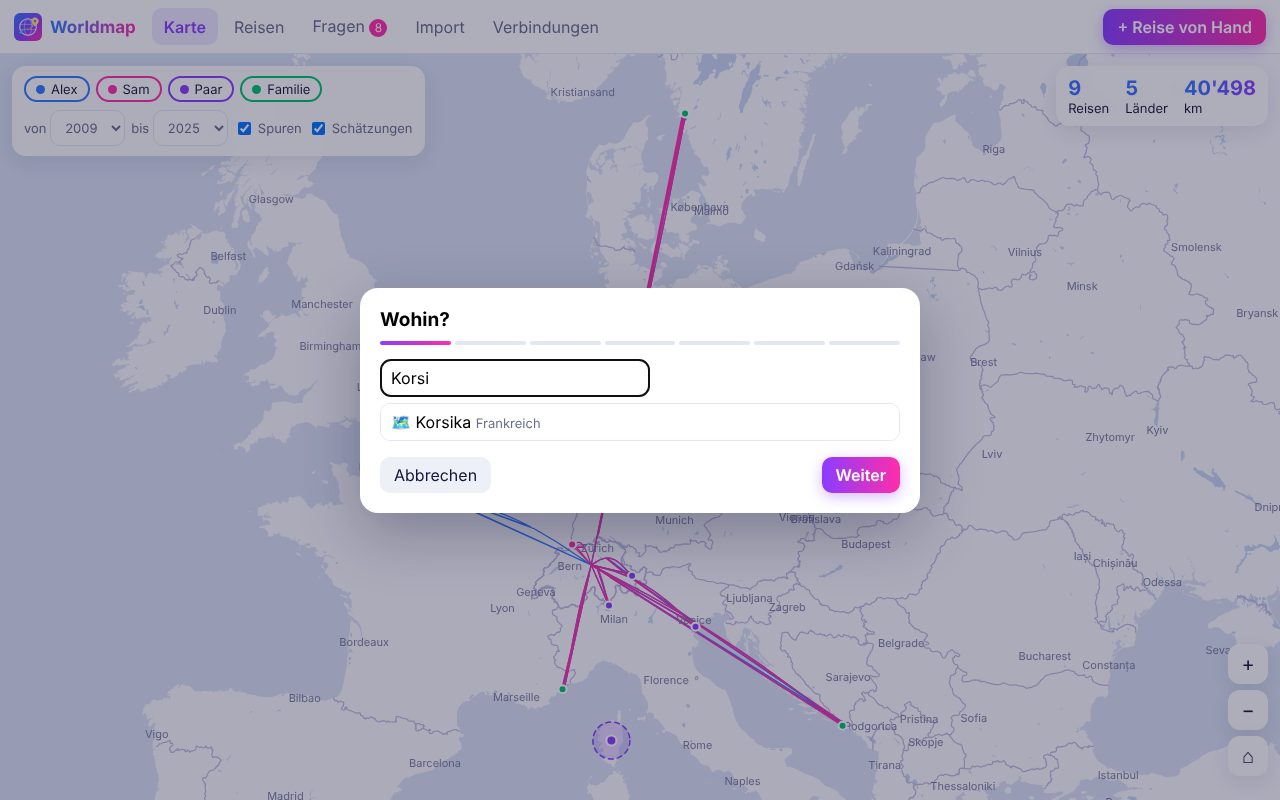 Worldmap Karte Reisen Fragen 8 Import Verbindungen + Reise von Hand
Alex Sam Paar Familie
von 2009 bis 2025 Spuren Schätzungen
9 5 40'498
Reisen Länder km
Kristiansand
Riga
Glasgow
København
Malmö
Smolensk
Kaliningrad
Vilnius
Belfast
Gdańsk
Minsk
Manchester
Dublin
Bryansk
Birmingham
Wohin?
Brest
Korsi
🗺️ Korsika Frankreich
Kyiv
Zhytomyr
Lviv
Abbrechen Weiter
Munich
Bratislava
Budapest
Zürich
Iași
Chișinău
Bern
Odessa
Geneva
Ljubljana
Zagreb
Lyon
Milan
Venice
Bordeaux
Belgrade
Bucharest
Constanța
Sarajevo
Florence
Marseille
Bilbao
Podgorica
Pristina
Sofia
Vigo
Skopje
Rome
Barcelona
Tirana
Istanbul
Naples
Thessaloniki
Madrid
+
−
⌂